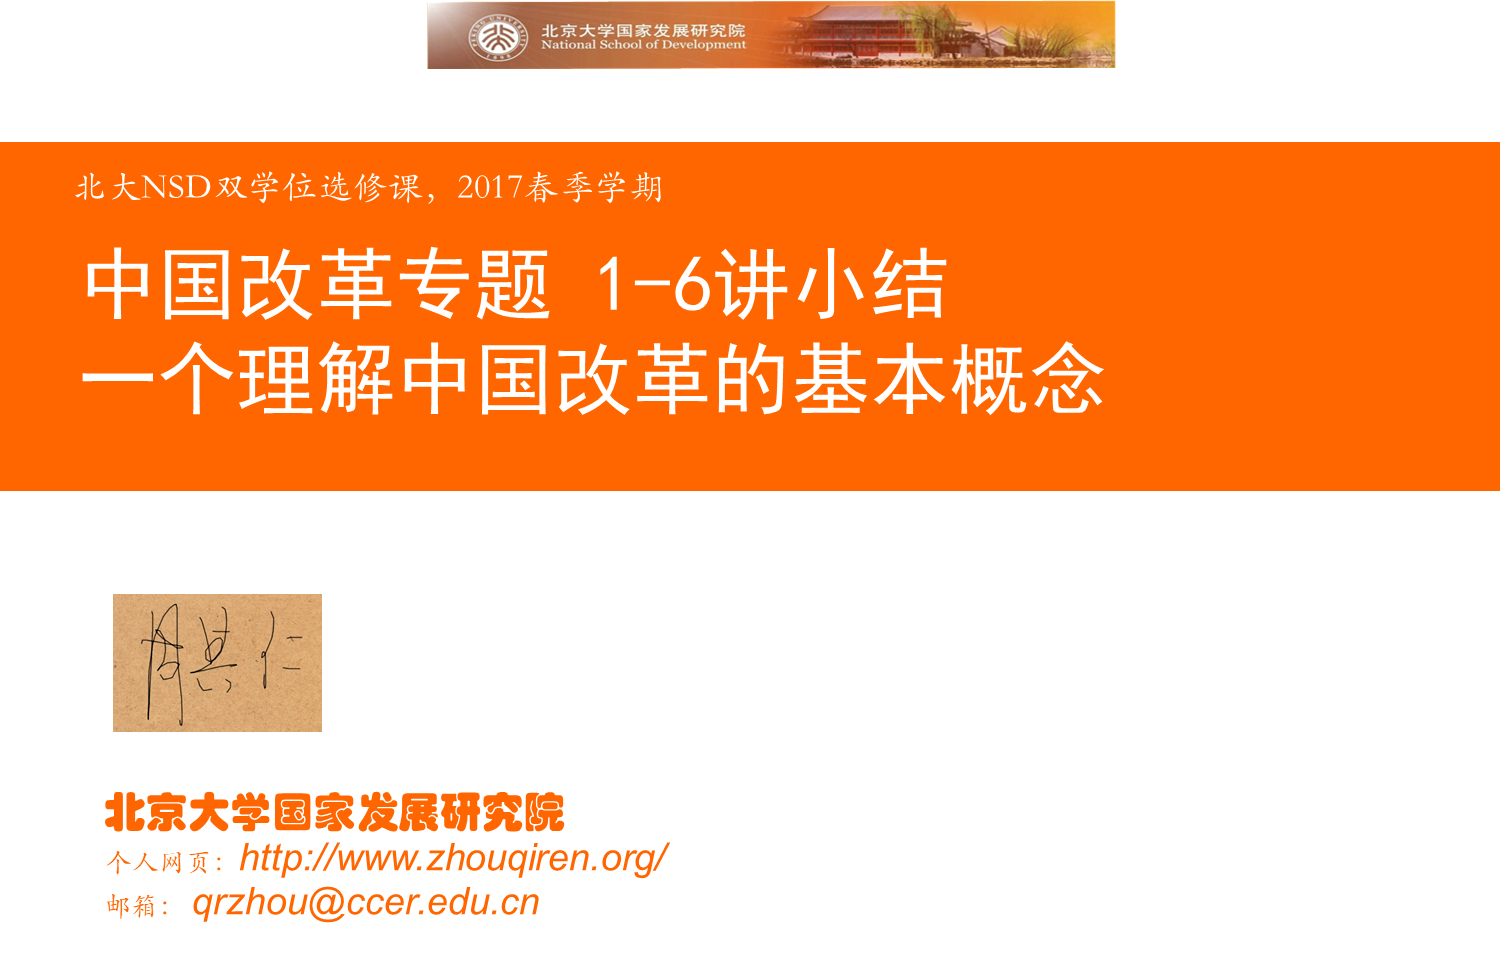 北京大学国家发展研究院
National School of Development
北大NSD双学位选修课，2017春季学期
中国改革专题 1-6讲小结
一个理解中国改革的基本概念
周其仁
北京大学国家发展研究院
个人网页：http://www.zhouqiren.org/
邮箱： qrzhou@ccer.edu.cn